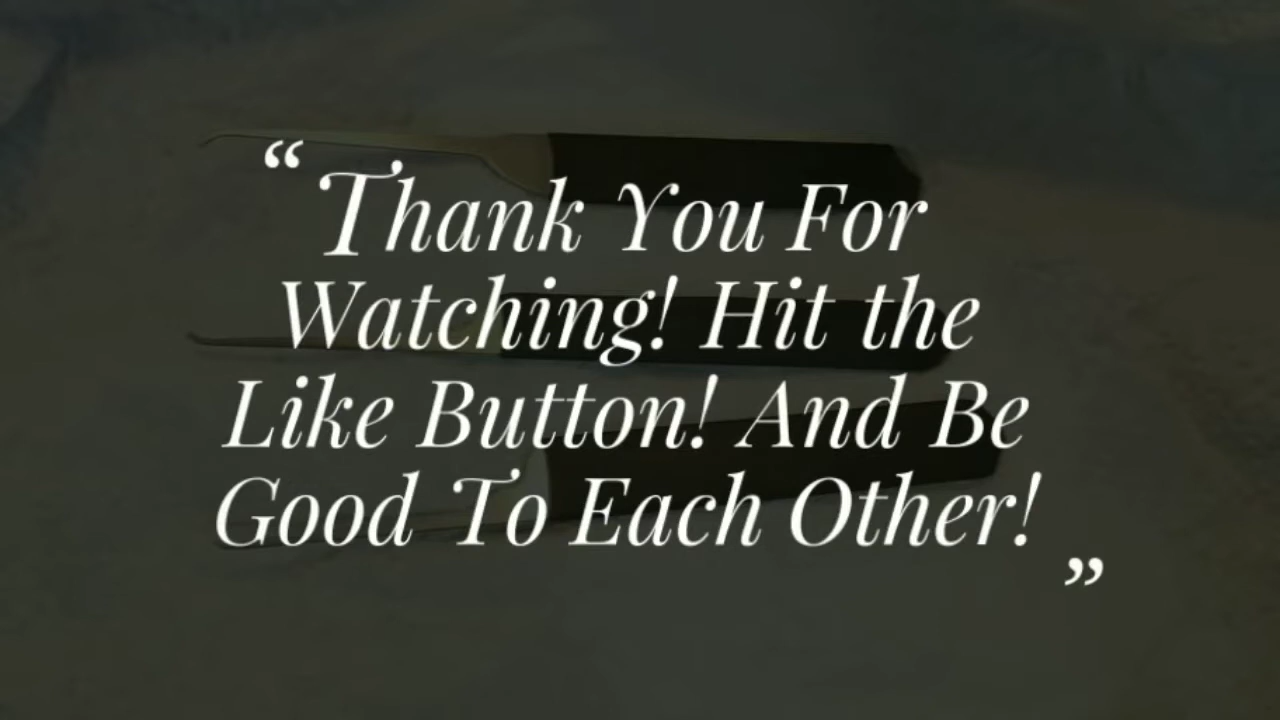 “Thank You For
Watching! Hit the
Like Button! And Be
Good To Each Other!”